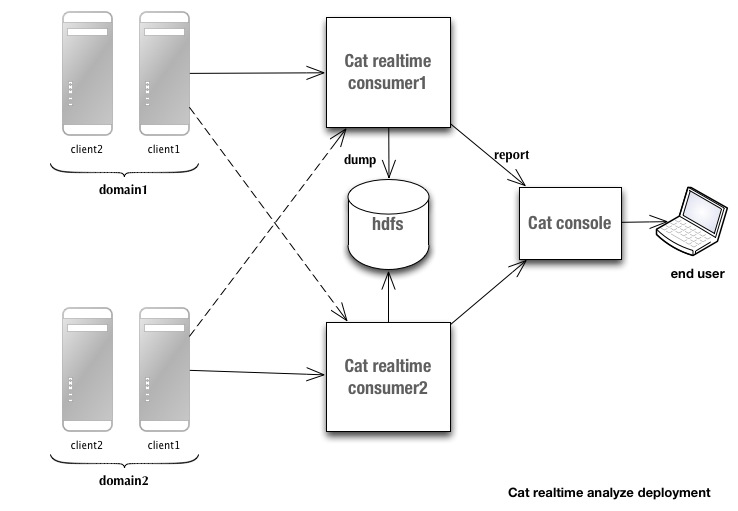 Cat realtime
consumer1
client2
client1
domain1
dump
report
hdfs
Cat console
end user
Cat realtime
consumer2
client2
client1
domain2
Cat realtime analyze deployment